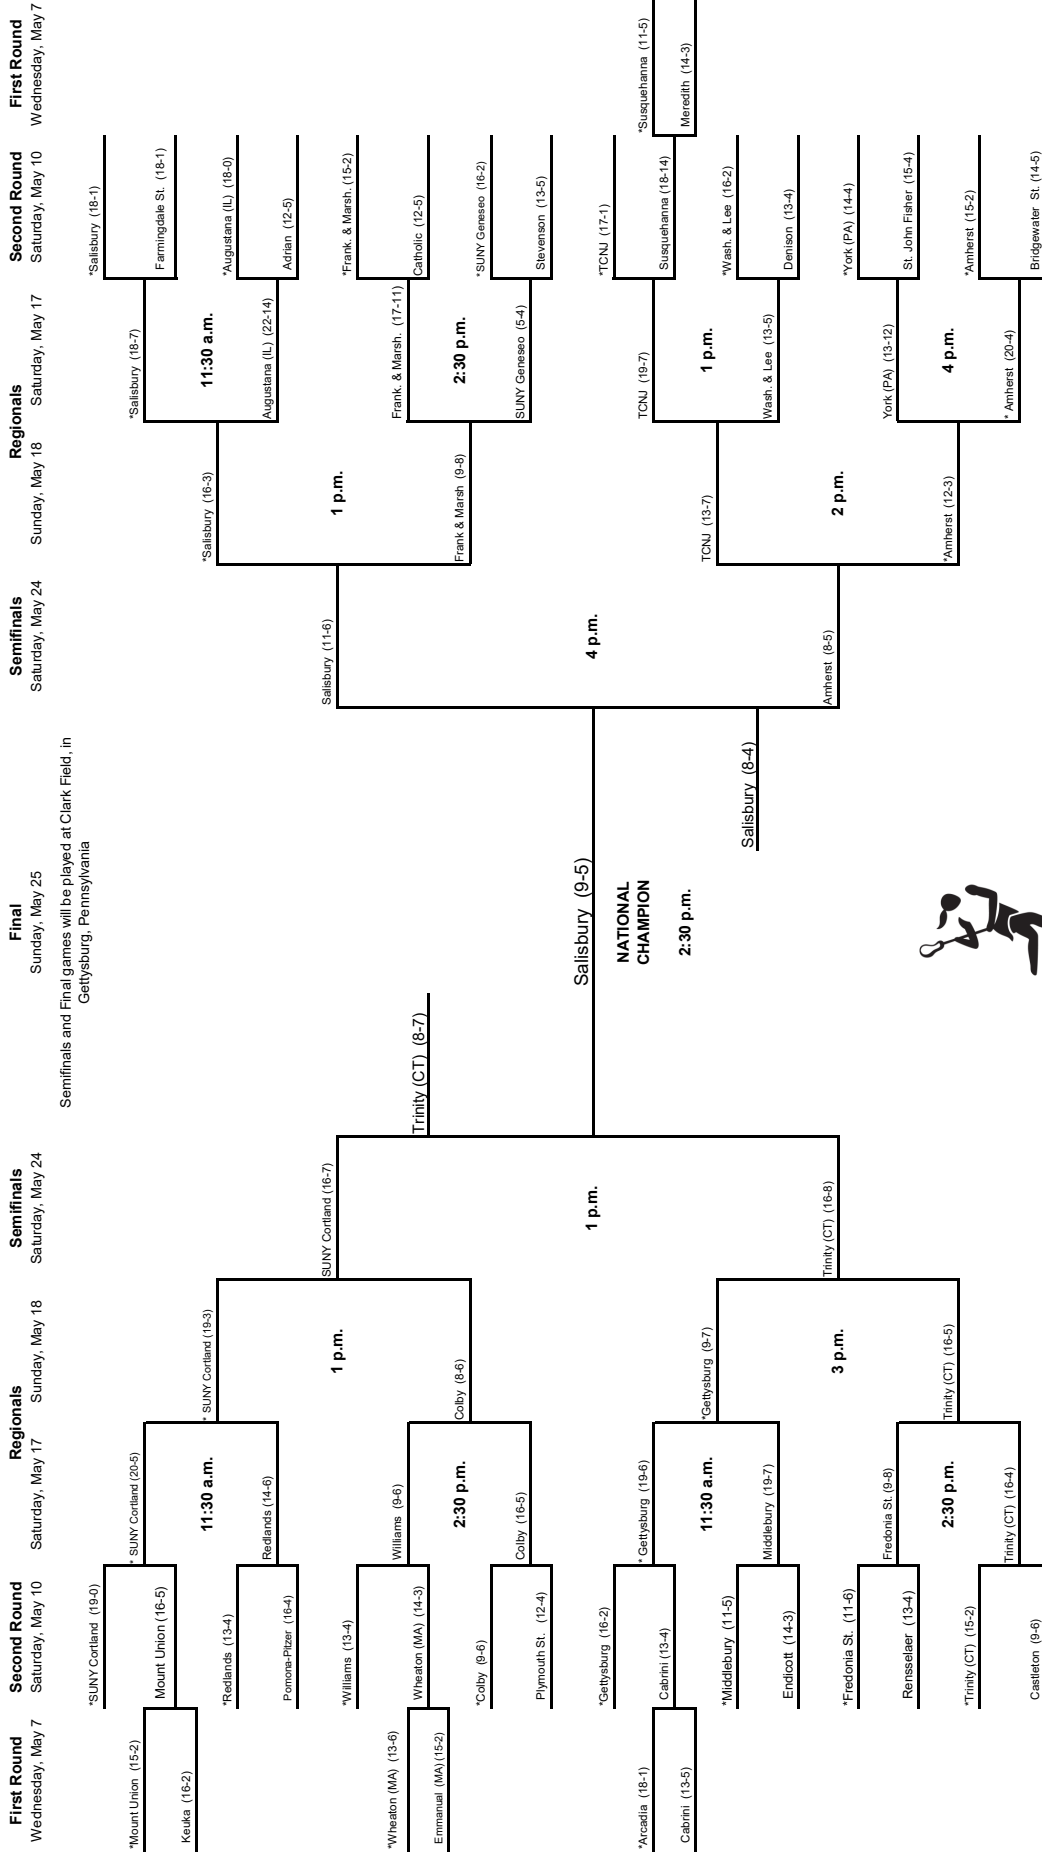 First Round
Wednesday, May 7
Second Round
Saturday, May 10
Regionals
Saturday, May 17
Sunday, May 18
Semifinals
Saturday, May 24
Final
Sunday, May 25
Semifinals
Saturday, May 24
Regionals
Sunday, May 18
Saturday, May 17
Second Round
Saturday, May 10
First Round
Wednesday, May 7
Semifinals and Final games will be played at Clark Field, in
Gettysburg, Pennsylvania
*Mount Union (15-2)
Keuka (16-2)
*Wheaton (MA) (13-6)
Emmanual (MA) (15-2)
*Arcadia (18-1)
Cabrini (13-5)
*SUNY Cortland (19-0)
Mount Union (16-5)
*Redlands (13-4)
Pomona-Pitzer (16-4)
*Williams (13-4)
Wheaton (MA) (14-3)
*Colby (9-6)
Plymouth St. (12-4)
*Gettysburg (16-2)
Cabrini (13-4)
*Middlebury (11-5)
Endicott (14-3)
*Fredonia St. (11-6)
Rensselaer (13-4)
*Trinity (CT) (15-2)
Castleton (9-6)
* SUNY Cortland (20-5)
11:30 a.m.
Redlands (14-6)
Williams (9-6)
2:30 p.m.
Colby (16-5)
* Gettysburg (19-6)
11:30 a.m.
Middlebury (19-7)
Fredonia St. (9-8)
2:30 p.m.
Trinity (CT) (16-4)
* SUNY Cortland (19-3)
1 p.m.
Colby (8-6)
*Gettysburg (9-7)
3 p.m.
Trinity (CT) (16-5)
SUNY Cortland (16-7)
1 p.m.
Trinity (CT) (16-8)
Trinity (CT) (8-7)
Salisbury (9-5)
NATIONAL
CHAMPION
2:30 p.m.
Salisbury (8-4)
Salisbury (11-6)
4 p.m.
Amherst (8-5)
*Salisbury (16-3)
1 p.m.
Frank & Marsh (9-8)
TCNJ (13-7)
2 p.m.
*Amherst (12-3)
*Salisbury (18-7)
11:30 a.m.
Augustana (IL) (22-14)
Frank. & Marsh. (17-11)
2:30 p.m.
SUNY Geneseo (5-4)
TCNJ (19-7)
1 p.m.
Wash. & Lee (13-5)
York (PA) (13-12)
4 p.m.
* Amherst (20-4)
*Salisbury (18-1)
Farmingdale St. (18-1)
*Augustana (IL) (18-0)
Adrian (12-5)
*Frank. & Marsh. (15-2)
Catholic (12-5)
*SUNY Geneseo (16-2)
Stevenson (13-5)
*TCNJ (17-1)
Susquehanna (18-14)
*Wash. & Lee (16-2)
Denison (13-4)
*York (PA) (14-4)
St. John Fisher (15-4)
*Amherst (15-2)
Bridgewater St. (14-5)
*Susquehanna (11-5)
Meredith (14-3)